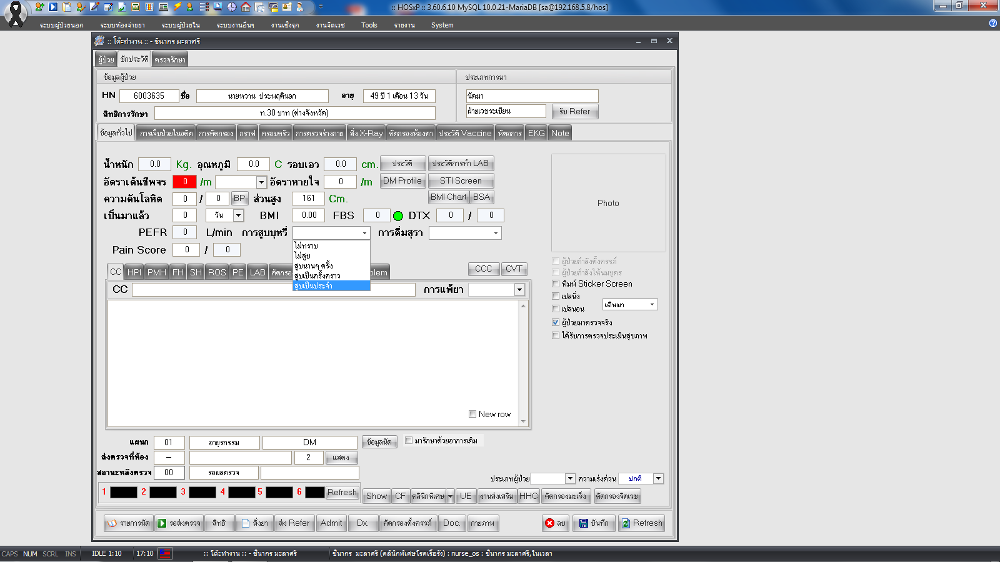 :: HOSxP :: 3.60.6.10 MySQL 10.0.21-MariaDB [sa@192.168.5.8/hos]
ระบบผู้ป่วยนอก ระบบห้องจ่ายยา ระบบผู้ป่วยใน ระบบงานอื่นๆ งานเชิงรุก งานจิตเวช Tools รายงาน System
:: โต๊ะทำงาน :: - ชินากร มะลาศรี
ผู้ป่วย ซักประวัติ ตรวจรักษา
ข้อมูลผู้ป่วย ประเภทการมา
HN 6003635 ชื่อ นายหวาน ประพฤตินอก อายุ 49 ปี 1 เดือน 13 วัน นัดมา
สิทธิการรักษา ท.30 บาท (ต่างจังหวัด) ฝ่ายเวชระเบียน รับ Refer
ข้อมูลทั่วไป การเจ็บป่วยในอดีต การคัดกรอง กราฟ ครอบครัว การตรวจร่างกาย สั่ง X-Ray คัดกรองห้องตา ประวัติ Vaccine หัตถการ EKG Note
น้ำหนัก 0.0 Kg. อุณหภูมิ 0.0 C รอบเอว 0.0 cm. ประวัติ ประวัติการทำ LAB
อัตราเต้นชีพจร 0 /m อัตราหายใจ 0 /m DM Profile STI Screen
ความดันโลหิต 0 / 0 BP ส่วนสูง 161 Cm. BMI Chart BSA
Photo
เป็นมาแล้ว 0 วัน BMI 0.00 FBS 0 DTX 0 / 0
PEFR 0 L/min การสูบบุหรี่ การดื่มสุรา
ไม่ทราบ
Pain Score 0 / 0
ไม่สูบ
สูบนานๆ ครั้ง
สูบเป็นครั้งคราว
สูบเป็นประจำ
ผู้ป่วยกำลังตั้งครรภ์
ผู้ป่วยกำลังให้นมบุตร
CC HPI PMH FH SH ROS PE LAB คัดกรอ blem CCC CVT
พิมพ์ Sticker Screen
CC การแพ้ยา
เปลนั่ง
เปลนอน เดินมา
ผู้ป่วยมาตรวจจริง
ได้รับการตรวจประเมินสุขภาพ
New row
แผนก 01 อายุรกรรม DM ข้อมูลนัด มารักษาด้วยอาการเดิม
ส่งตรวจที่ห้อง – 2 แสดง
สถานะหลังตรวจ 00 รอผลตรวจ
ประเภทผู้ป่วย ความเร่งด่วน ปกติ
1 2 3 4 5 6 Refresh Show CF คลินิกพิเศษ UE งานส่งเสริม HHC คัดกรองมะเร็ง คัดกรองจิตเวช
รายการนัด รอส่งตรวจ สิทธิ สั่งยา ส่ง Refer Admit Dx. คัดกรองตั้งครรภ์ Doc. กายภาพ ลบ บันทึก Refresh
CAPS NUM SCRL INS IDLE 1:10 17:10 :: โต๊ะทำงาน :: - ชินากร มะลาศรี ชินากร มะลาศรี (คลินิกพิเศษโรคเรื้อรัง) : nurse_os : ชินากร มะลาศรี,ในเวลา